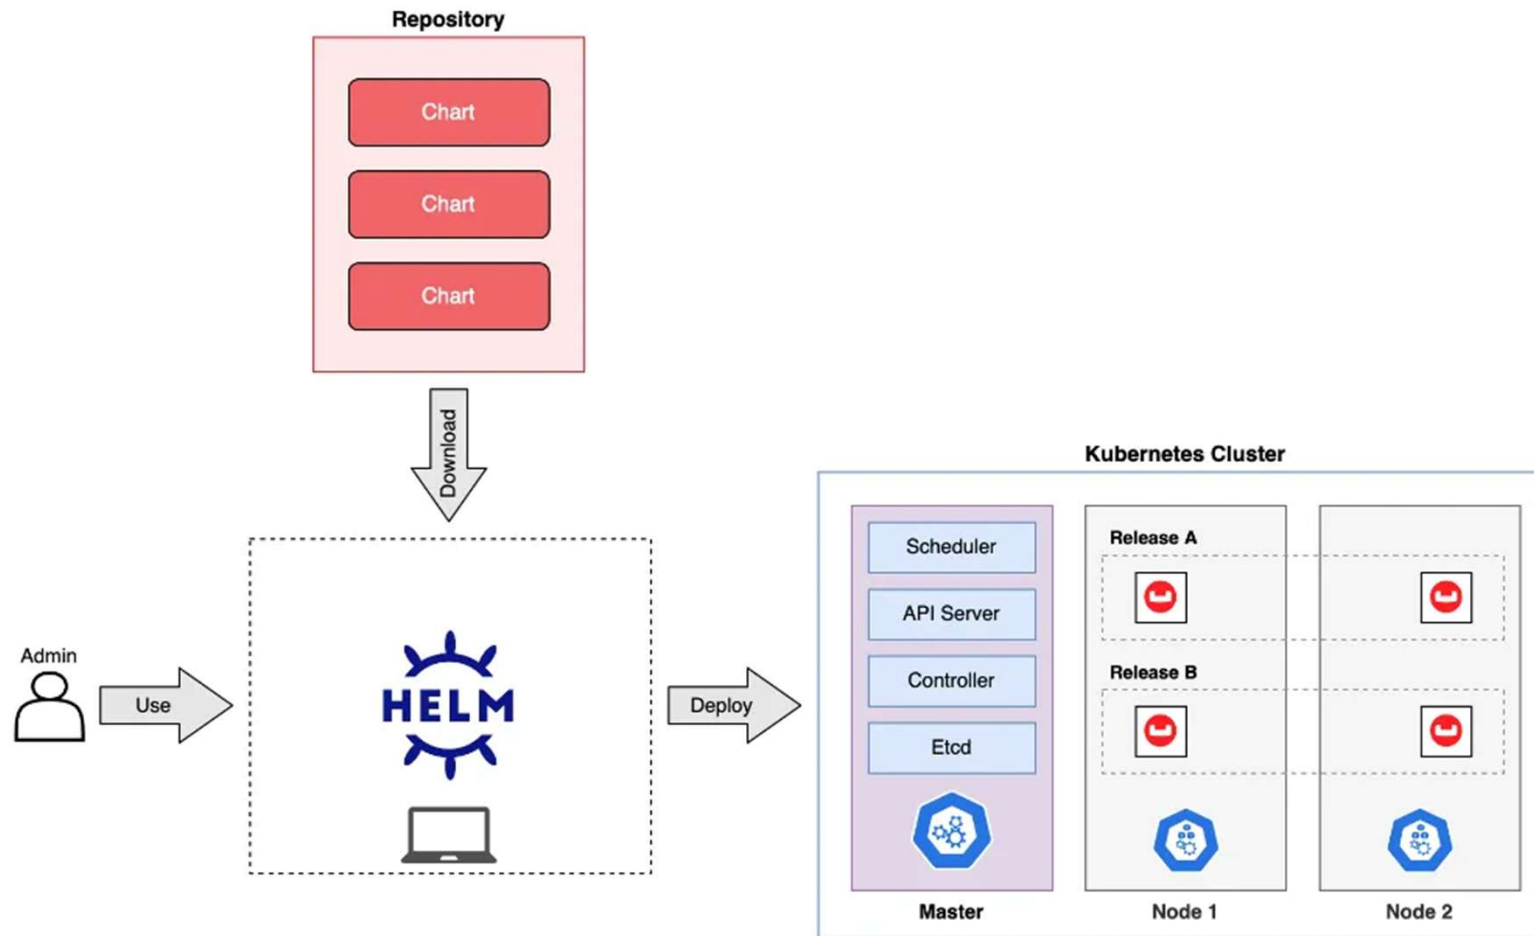 Repository
Chart
Chart
Chart
Download
Admin
Use
HELM
Deploy
Kubernetes Cluster
Scheduler
API Server
Controller
Etcd
Master
Release A
Release B
Node 1
Node 2